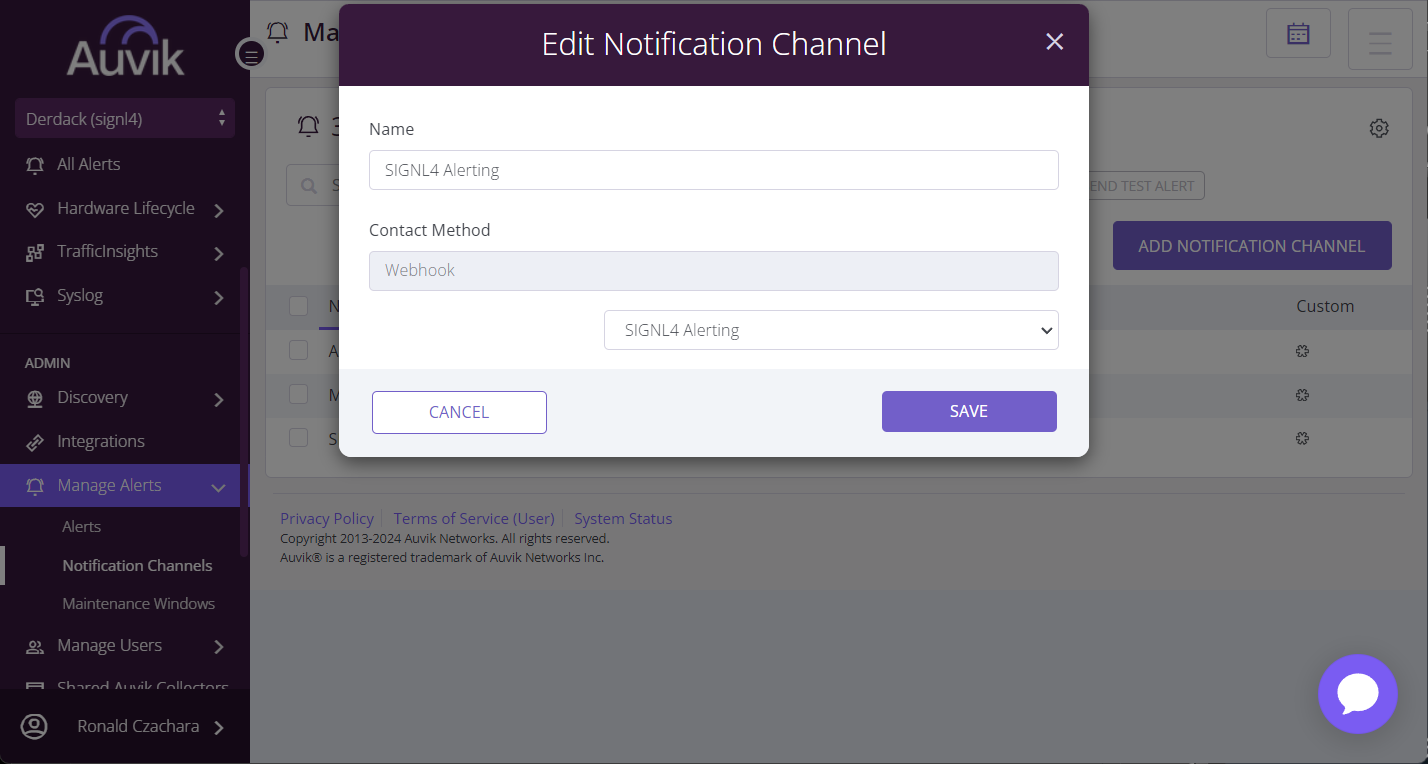 Auvik
Derdack (signl4)
All Alerts
Hardware Lifecycle
TrafficInsights
Syslog
ADMIN
Discovery
Integrations
Manage Alerts
Alerts
Notification Channels
Maintenance Windows
Manage Users
Shared Auvik Collectors
Ronald Czachara
Ma
Edit Notification Channel
Name
SIGNL4 Alerting
Contact Method
Webhook
SIGNL4 Alerting
CANCEL
SAVE
3
S
END TEST ALERT
ADD NOTIFICATION CHANNEL
N
Custom
A
M
S
Privacy Policy
Terms of Service (User)
System Status
Copyright 2013-2024 Auvik Networks. All rights reserved.
Auvik® is a registered trademark of Auvik Networks Inc.